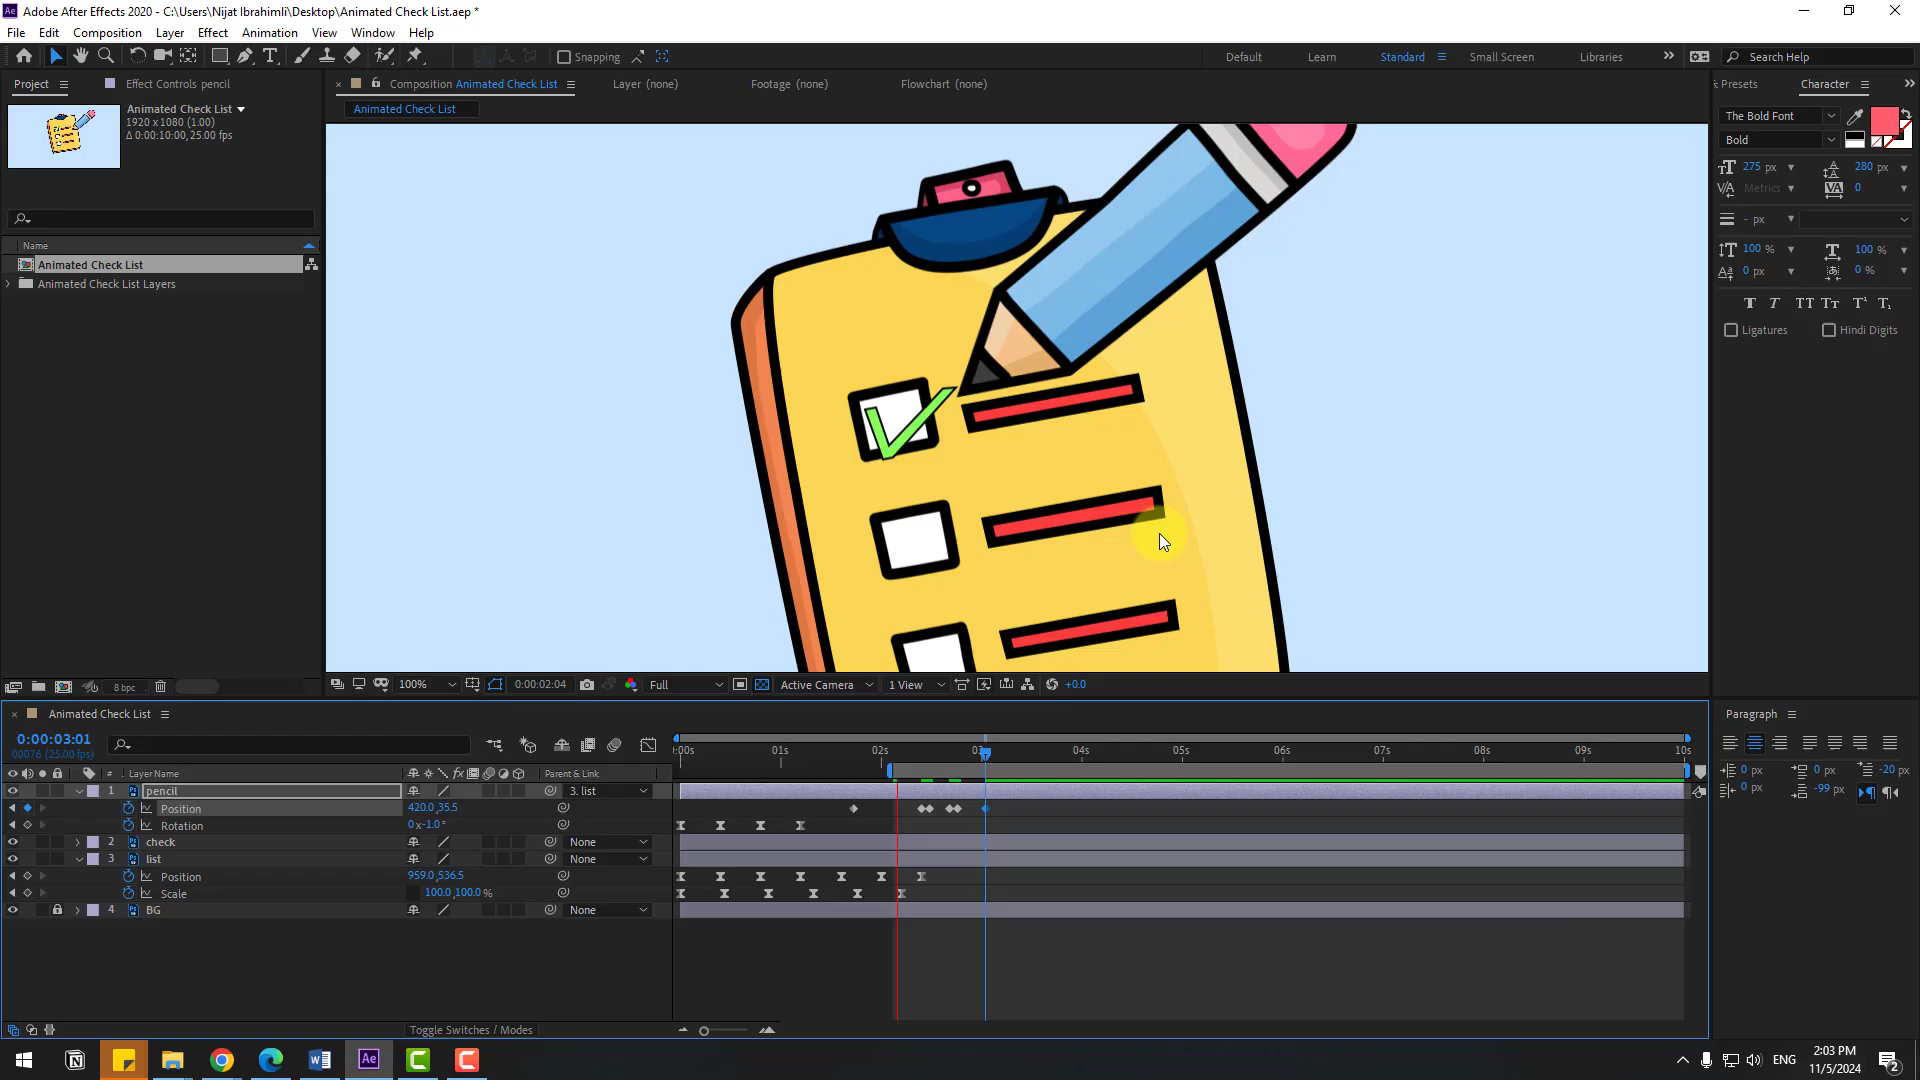 Ae Adobe After Effects 2020 - C:\Users\Nijat Ibrahimli\Desktop\Animated Check List.aep *
File Edit Composition Layer Effect Animation View Window Help
Snapping Default Learn Standard Small Screen Libraries Search Help
Project Effect Controls pencil Composition Animated Check List Layer (none) Footage (none) Flowchart (none) Presets Character
Animated Check List
1920 x 1080 (1.00)
Δ 0:00:10:00, 25.00 fps
Animated Check List
The Bold Font
Bold
275 px 280 px
Metrics 0
- px
100 % 100 %
0 px 0 %
Ligatures Hindi Digits
Name
Animated Check List
Animated Check List Layers
8 bpc
100% 0:00:02:04 Full Active Camera 1 View +0.0
Animated Check List
Paragraph
0:00:03:01
00076 (25.00 fps)
:00s 01s 02s 04s 05s 06s 07s 08s 09s 10s
# Layer Name Parent & Link
0 px 0 px -20 px
0 px -99 px
1 pencil 3. list
Position 420.0,35.5
Rotation 0x-1.0°
2 check None
3 list None
Position 959.0,536.5
Scale 100.0,100.0 %
4 BG None
Toggle Switches / Modes
ENG 2:03 PM
11/5/2024
2